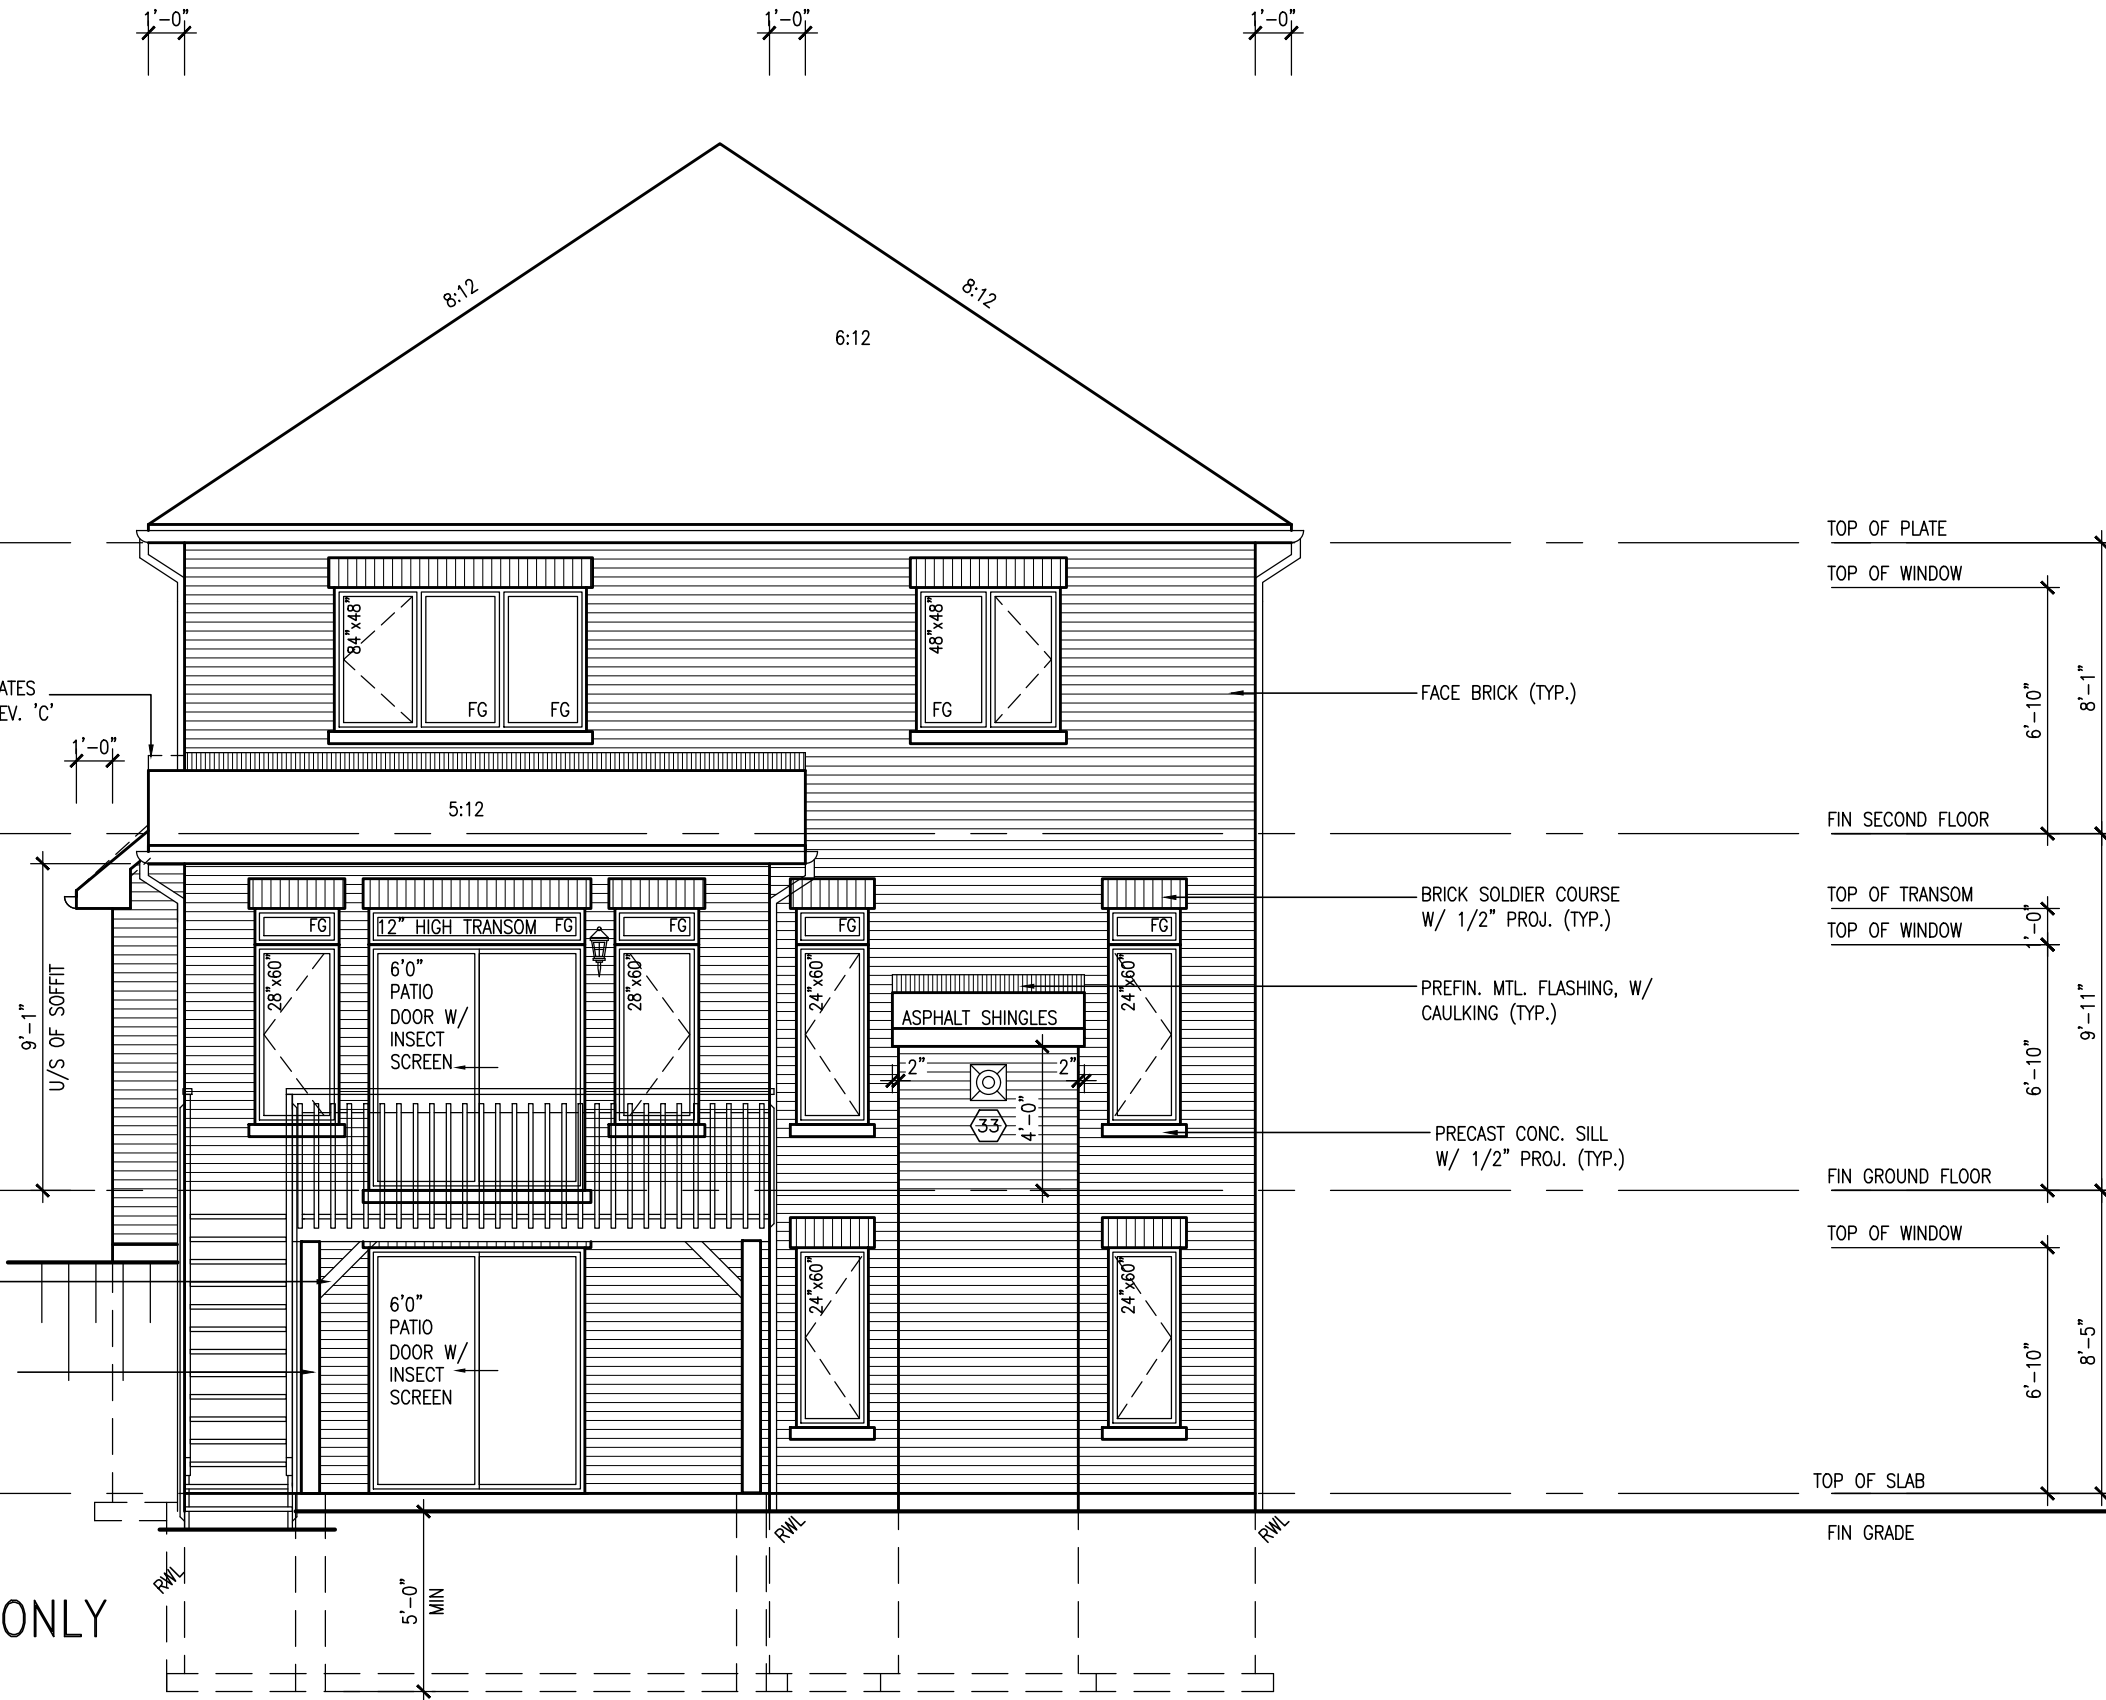 1'-0"
1'-0"
1'-0"
8:12
8:12
6:12
TOP OF PLATE
TOP OF WINDOW
84"x48"
FG
FG
48"x48"
FG
FACE BRICK (TYP.)
6'-10"
8'-1"
EV. 'C'
1'-0"
5:12
FIN SECOND FLOOR
9'-1"
U/S OF SOFFIT
FG
12" HIGH TRANSOM
FG
FG
FG
FG
BRICK SOLDIER COURSE
W/ 1/2" PROJ. (TYP.)
TOP OF TRANSOM
TOP OF WINDOW
1'-0"
28"x60"
6'0"
PATIO
DOOR W/
INSECT
SCREEN
28"x60"
24"x60"
24"x60"
PREFIN. MTL. FLASHING, W/
CAULKING (TYP.)
ASPHALT SHINGLES
2"
2"
33
4'-0"
6'-10"
9'-11"
PRECAST CONC. SILL
W/ 1/2" PROJ. (TYP.)
FIN GROUND FLOOR
TOP OF WINDOW
6'0"
PATIO
DOOR W/
INSECT
SCREEN
24"x60"
24"x60"
6'-10"
8'-5"
TOP OF SLAB
FIN GRADE
RWL
RWL
RWL
5'-0"
MIN
ONLY